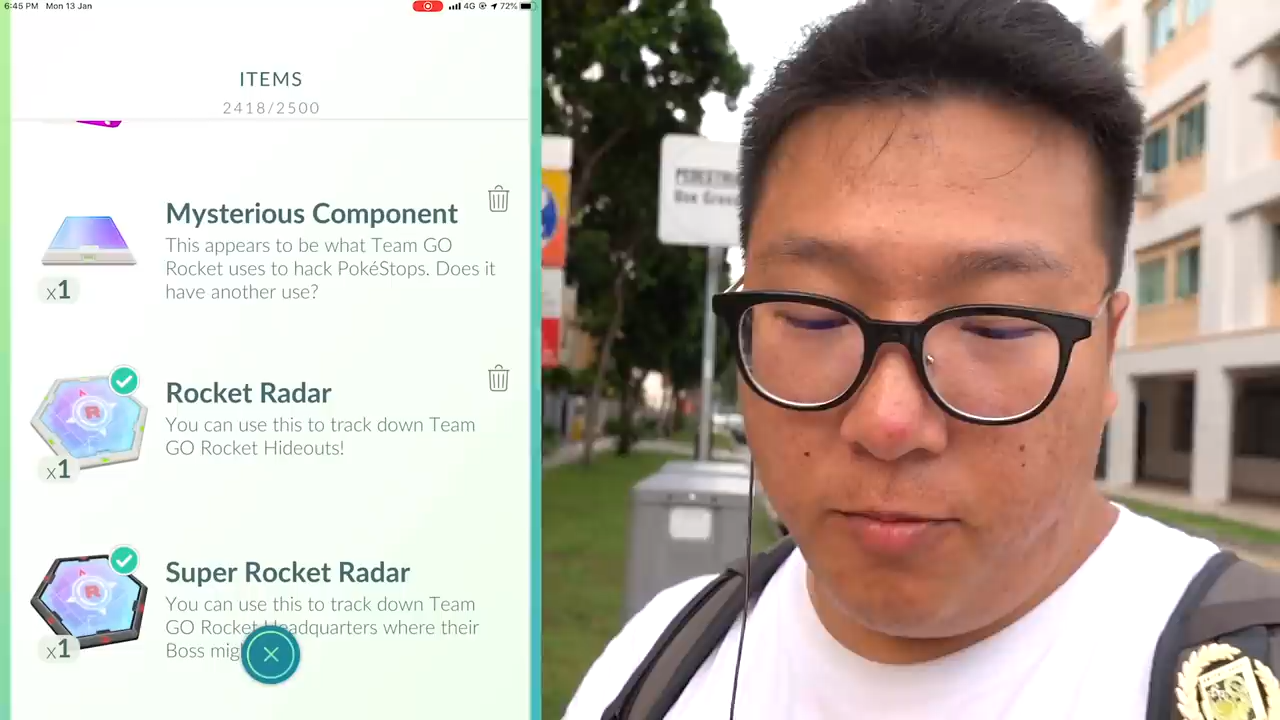 6:45 PM Mon 13 Jan
4G 72%
ITEMS
2418/2500
Mysterious Component
This appears to be what Team GO
Rocket uses to hack PokéStops. Does it
have another use?
x1
Rocket Radar
You can use this to track down Team
GO Rocket Hideouts!
x1
R
Super Rocket Radar
You can use this to track down Team
GO Rocket Headquarters where their
Boss mig
x1
R